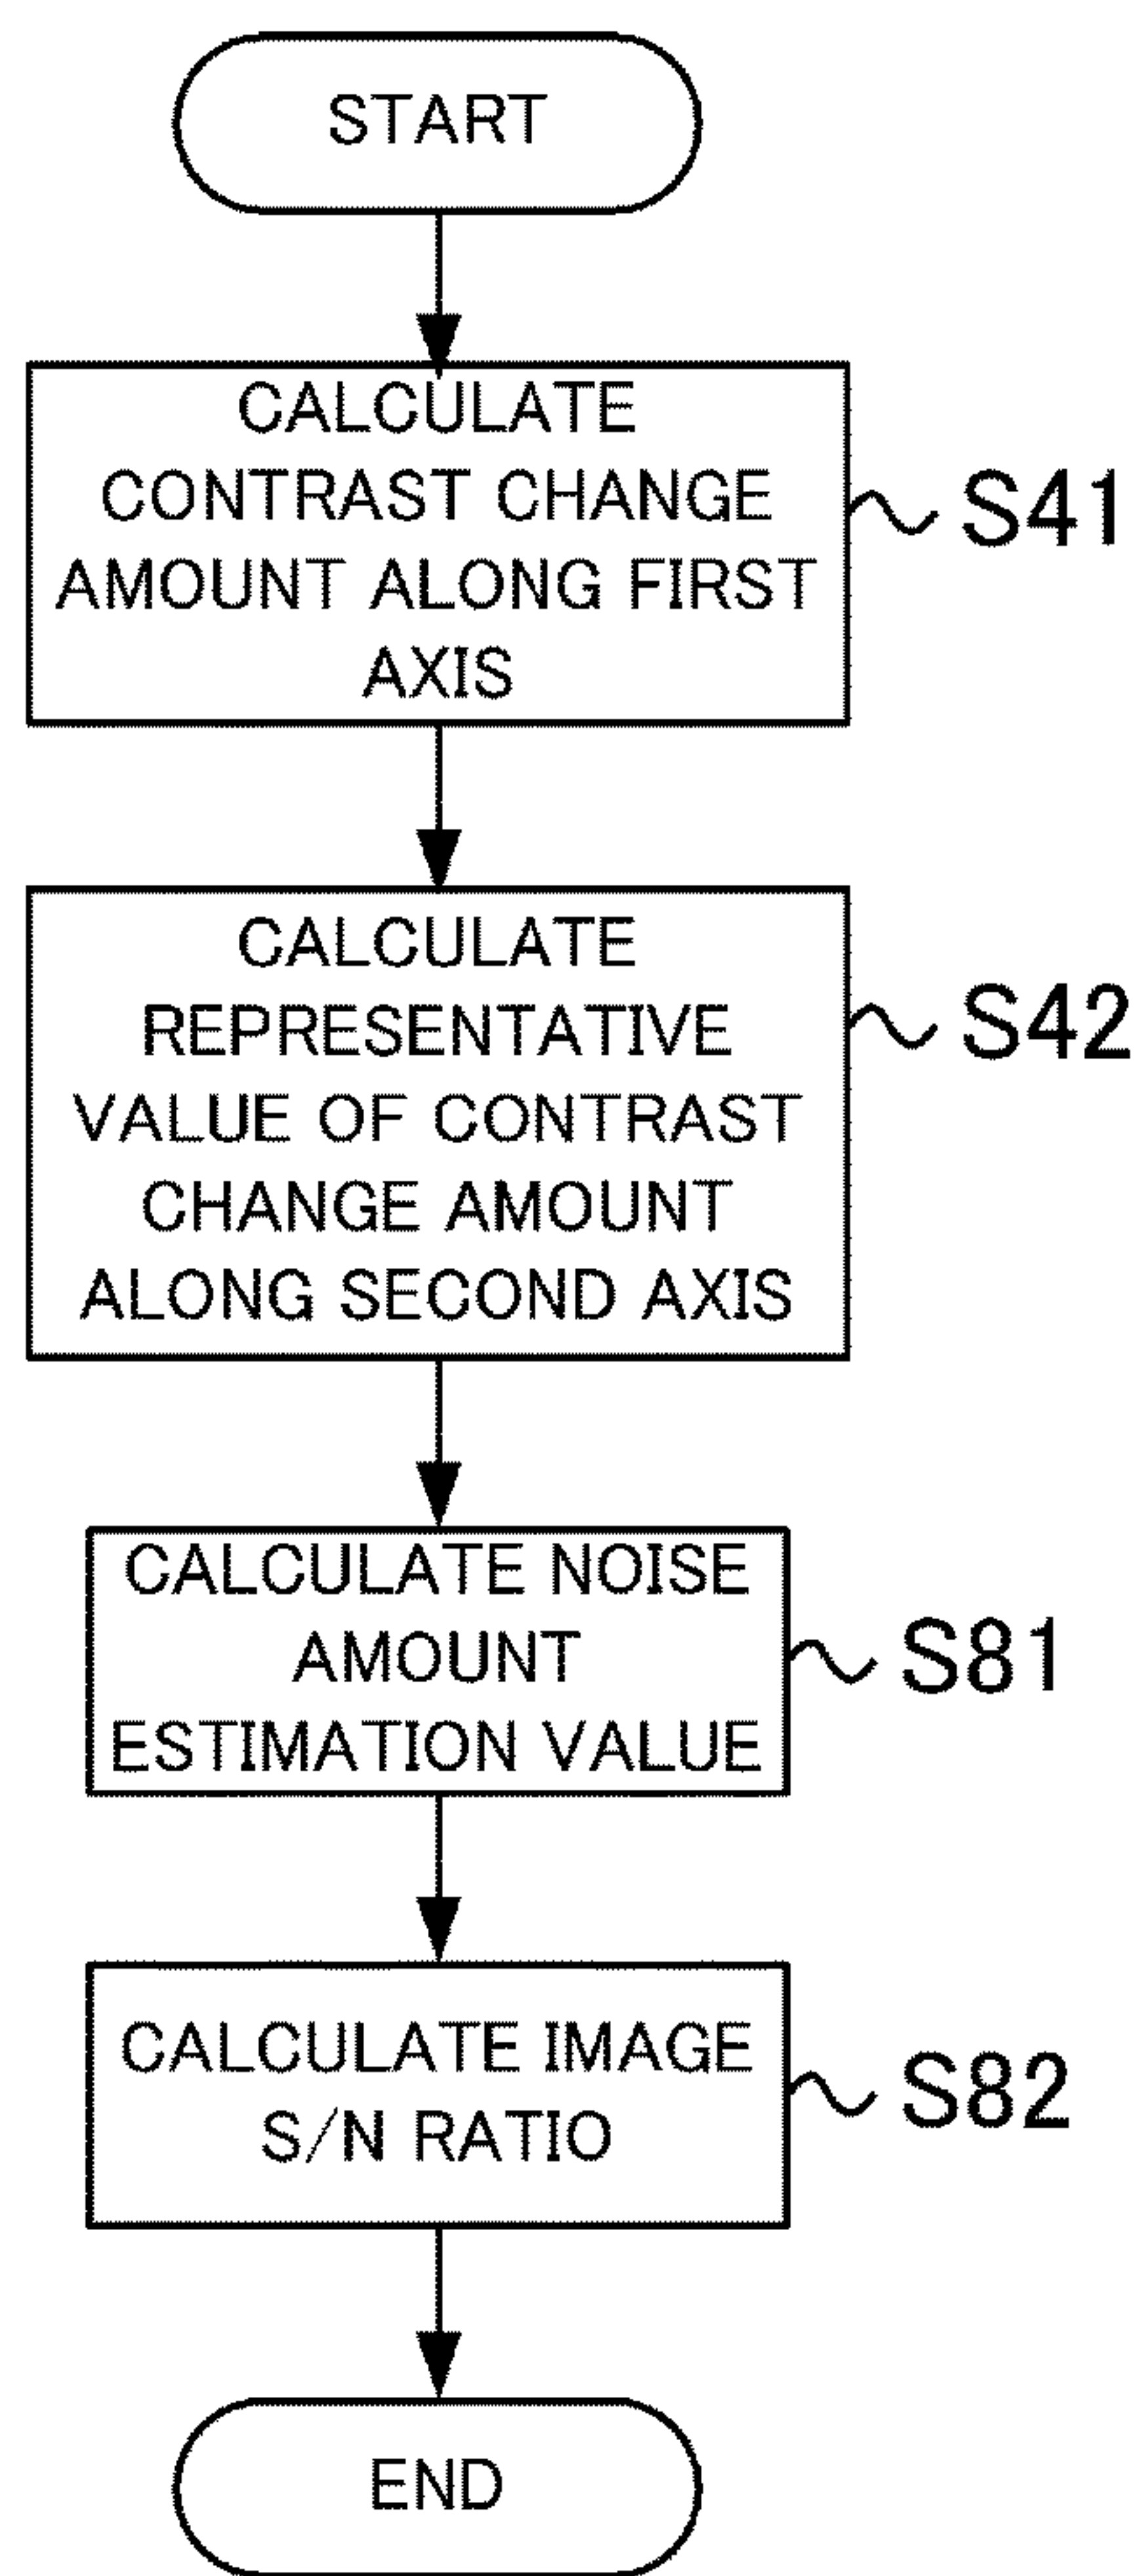 START
CALCULATE
CONTRAST CHANGE
AMOUNT ALONG FIRST
AXIS
S41
CALCULATE
REPRESENTATIVE
VALUE OF CONTRAST
CHANGE AMOUNT
ALONG SECOND AXIS
S42
CALCULATE NOISE
AMOUNT
ESTIMATION VALUE
S81
CALCULATE IMAGE
S/N RATIO
S82
END